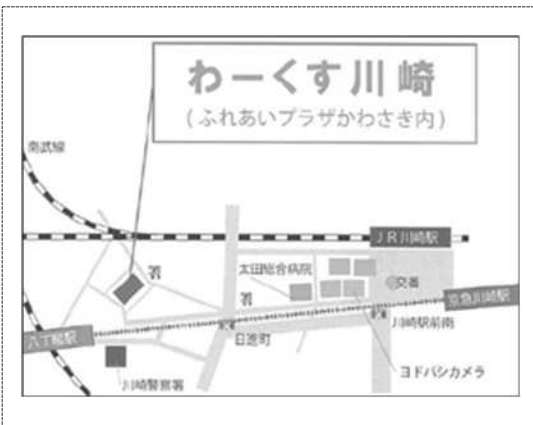 わーくす川崎
(ふれあいプラザかわさき内)
南武線
JR川崎駅
太田総合病院
交番
京急川崎駅
川崎駅前南
八丁畷駅
日進町
ヨドバシカメラ
川崎警察署